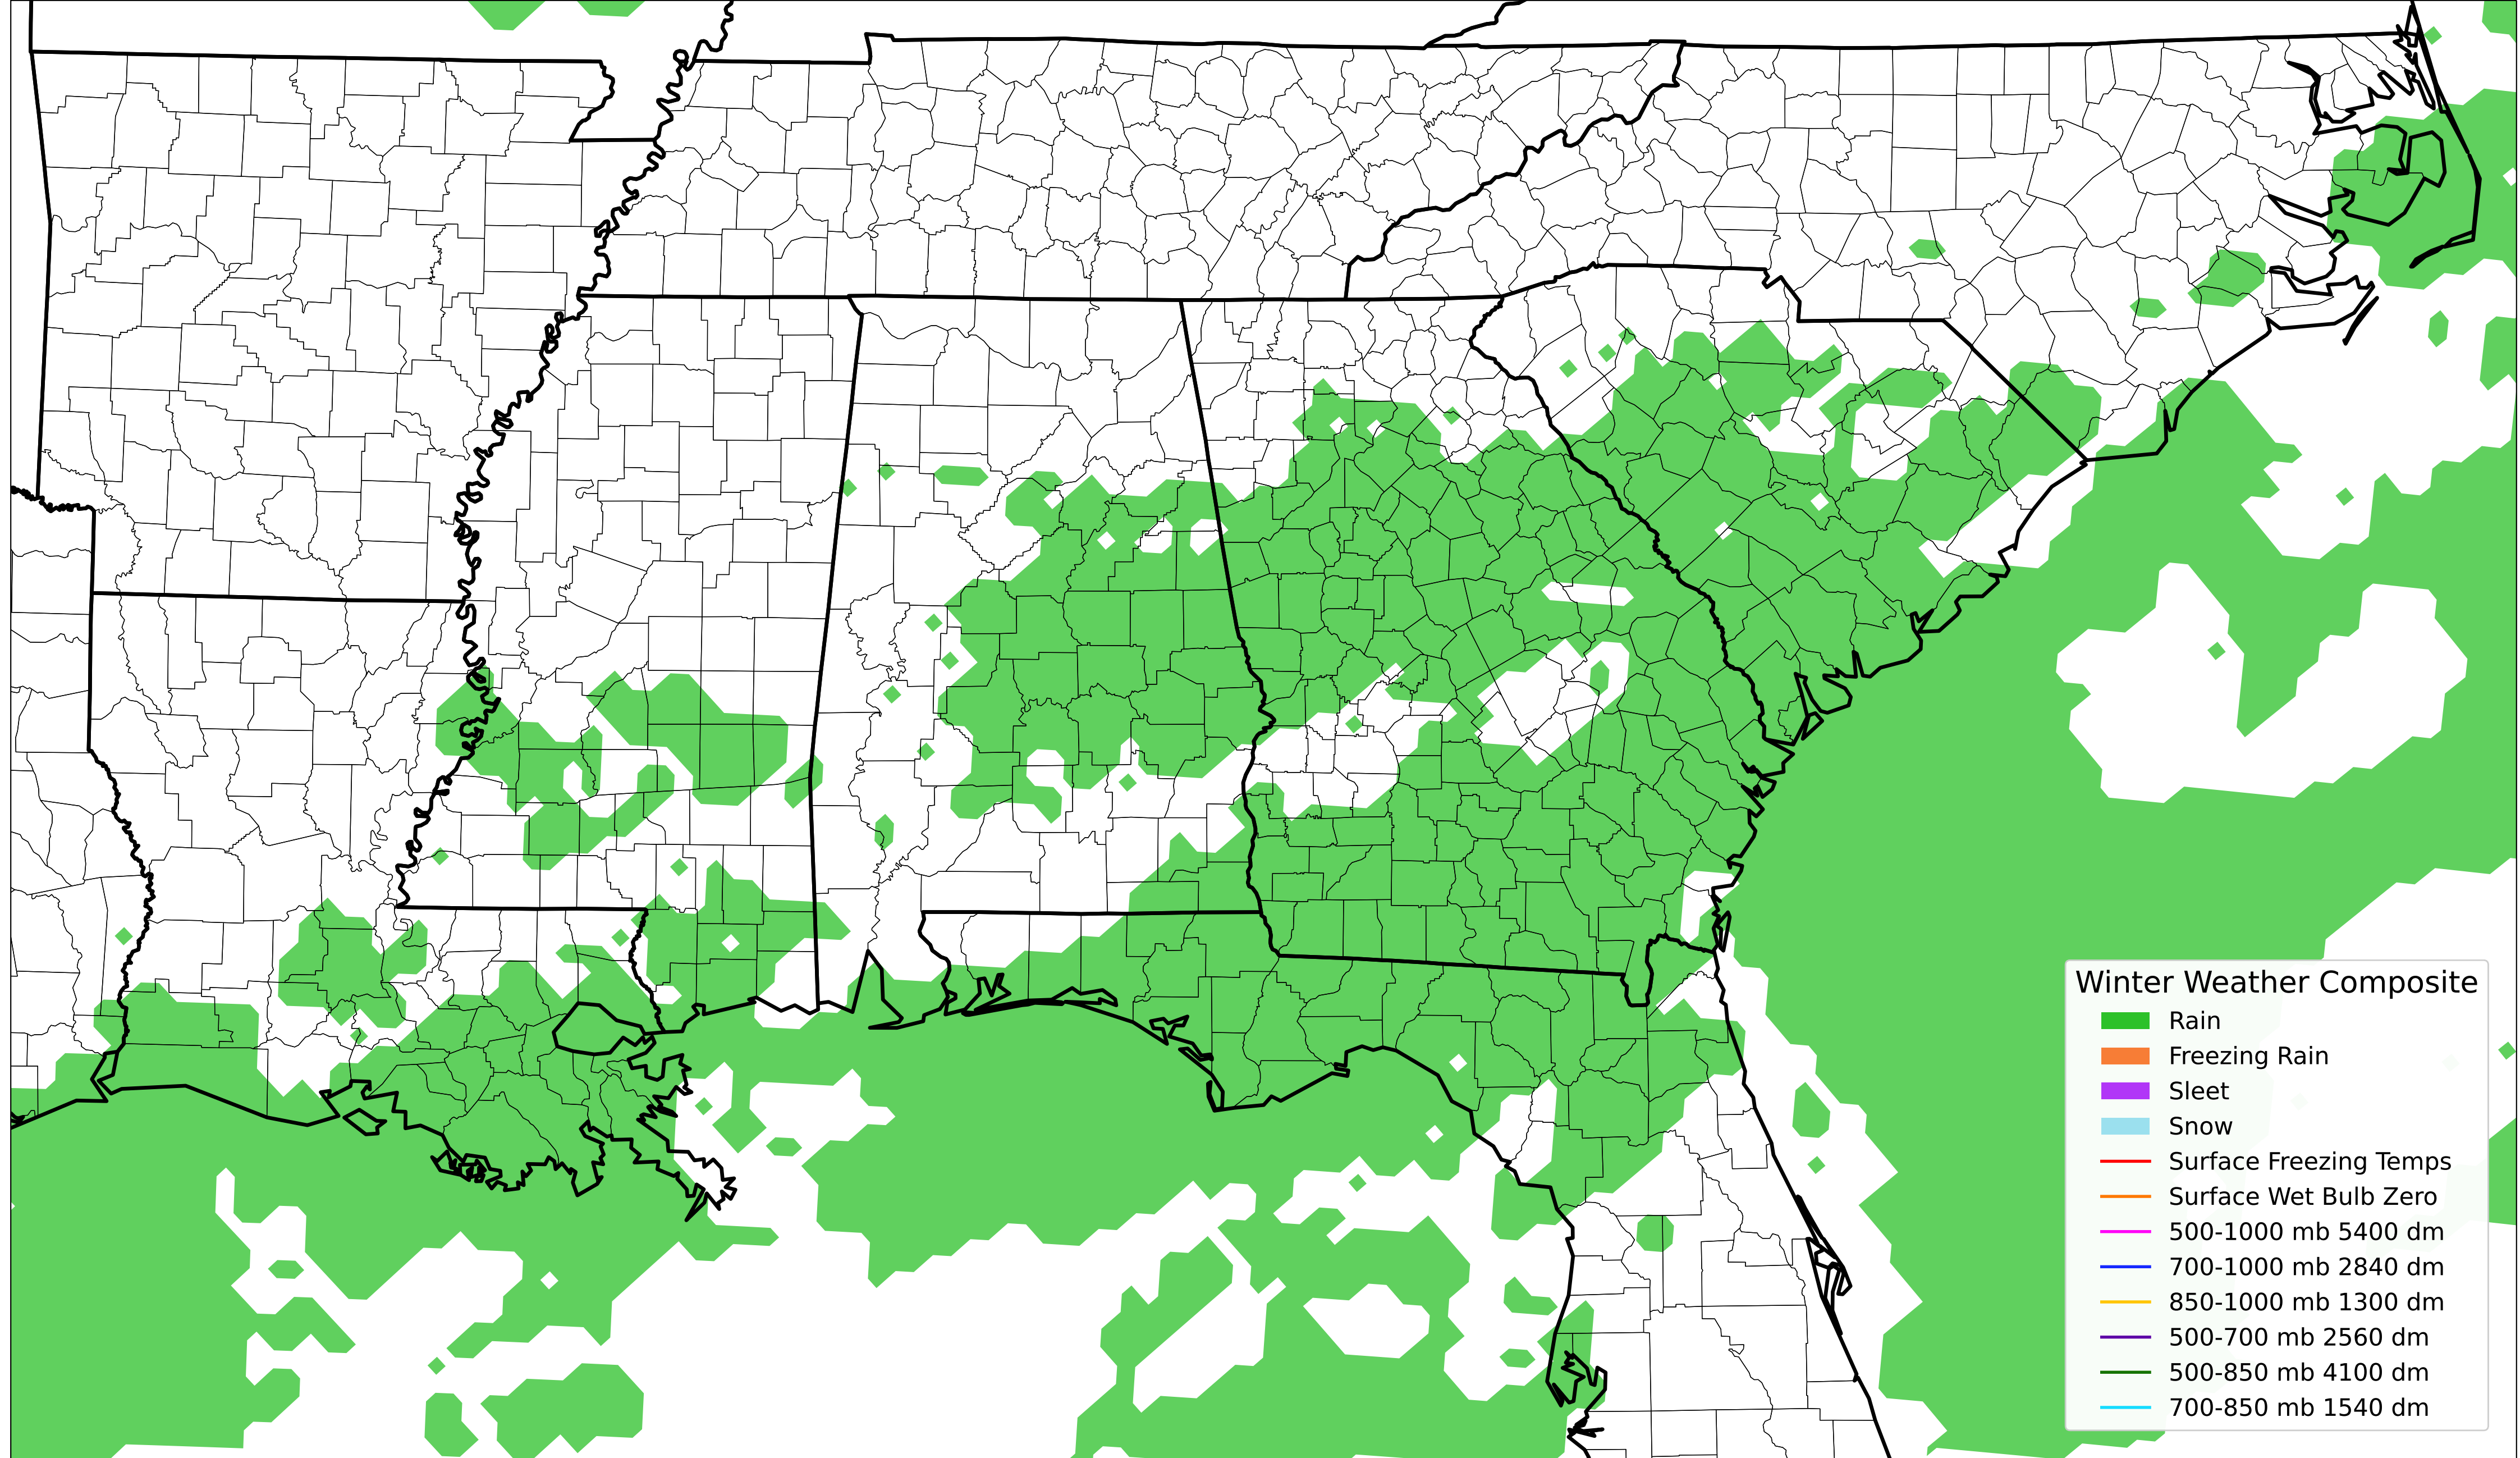 Winter Weather Composite
Rain
Freezing Rain
Sleet
Snow
Surface Freezing Temps
Surface Wet Bulb Zero
500-1000 mb 5400 dm
700-1000 mb 2840 dm
850-1000 mb 1300 dm
500-700 mb 2560 dm
500-850 mb 4100 dm
700-850 mb 1540 dm